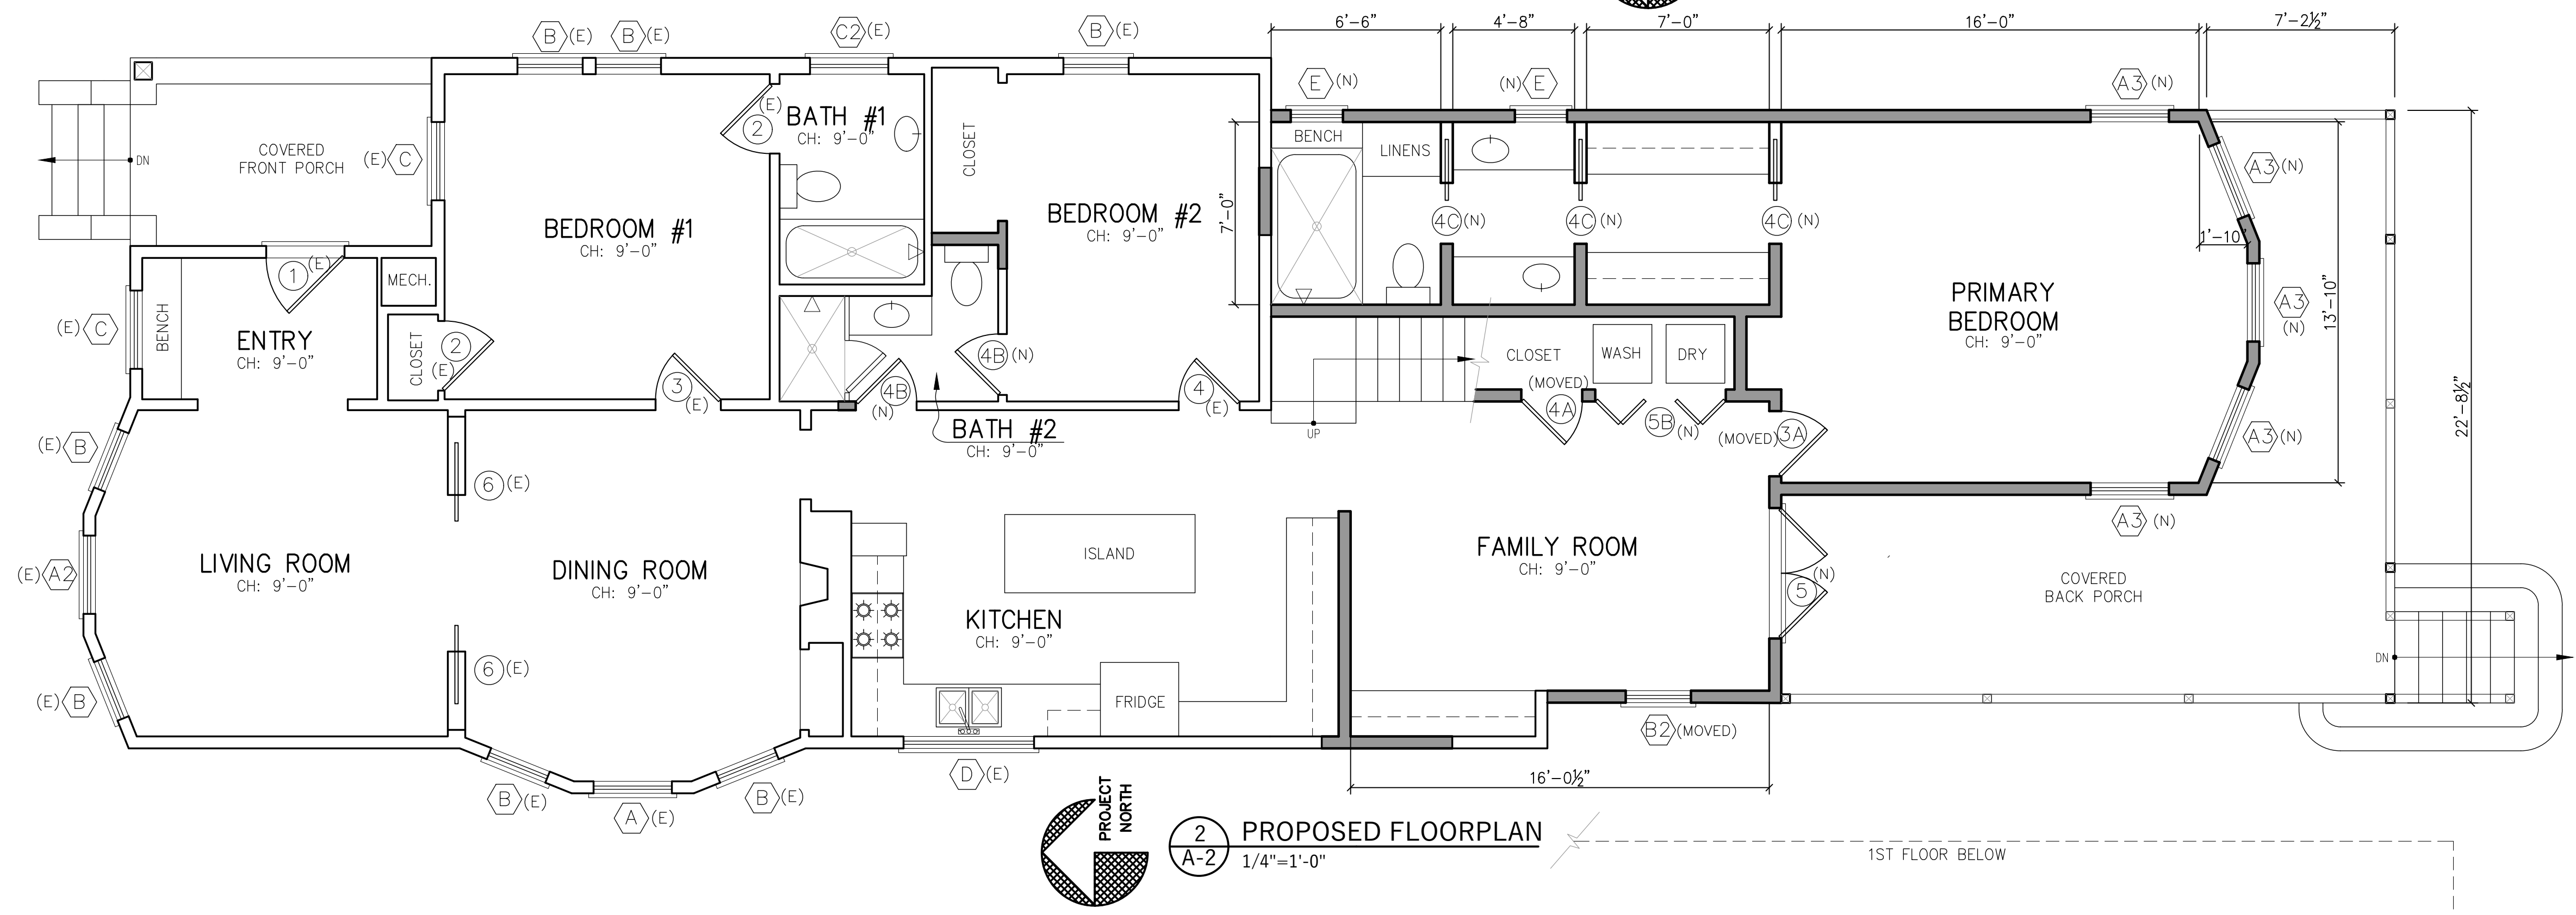 6'-6"
4'-8"
7'-0"
16'-0"
7'-2½"
B (E)
B (E)
C2 (E)
B (E)
E (N)
(N) E
A3 (N)
DN
COVERED
FRONT PORCH
(E) C
BEDROOM #1
CH: 9'-0"
2 (E)
BATH #1
CH: 9'-0"
CLOSET
BEDROOM #2
CH: 9'-0"
7'-0"
BENCH
LINENS
4C (N)
4C (N)
4C (N)
A3 (N)
1'-10"
PRIMARY
BEDROOM
CH: 9'-0"
A3
(N)
13'-10"
A3 (N)
22'-8½"
A3 (N)
1 (E)
MECH.
(E) C
BENCH
ENTRY
CH: 9'-0"
CLOSET
2
(E)
3
(E)
4B
(N)
4B (N)
4
(E)
BATH #2
CH: 9'-0"
UP
CLOSET
WASH
DRY
(MOVED)
4A
5B
(N)
(MOVED) 3A
(E) B
(E) A2
(E) B
LIVING ROOM
CH: 9'-0"
6 (E)
6 (E)
DINING ROOM
CH: 9'-0"
ISLAND
KITCHEN
CH: 9'-0"
FRIDGE
FAMILY ROOM
CH: 9'-0"
(N)
5
COVERED
BACK PORCH
DN
B2 (MOVED)
16'-0½"
B (E)
A (E)
B (E)
D (E)
PROJECT
NORTH
2
A-2
PROPOSED FLOORPLAN
1/4"=1'-0"
1ST FLOOR BELOW